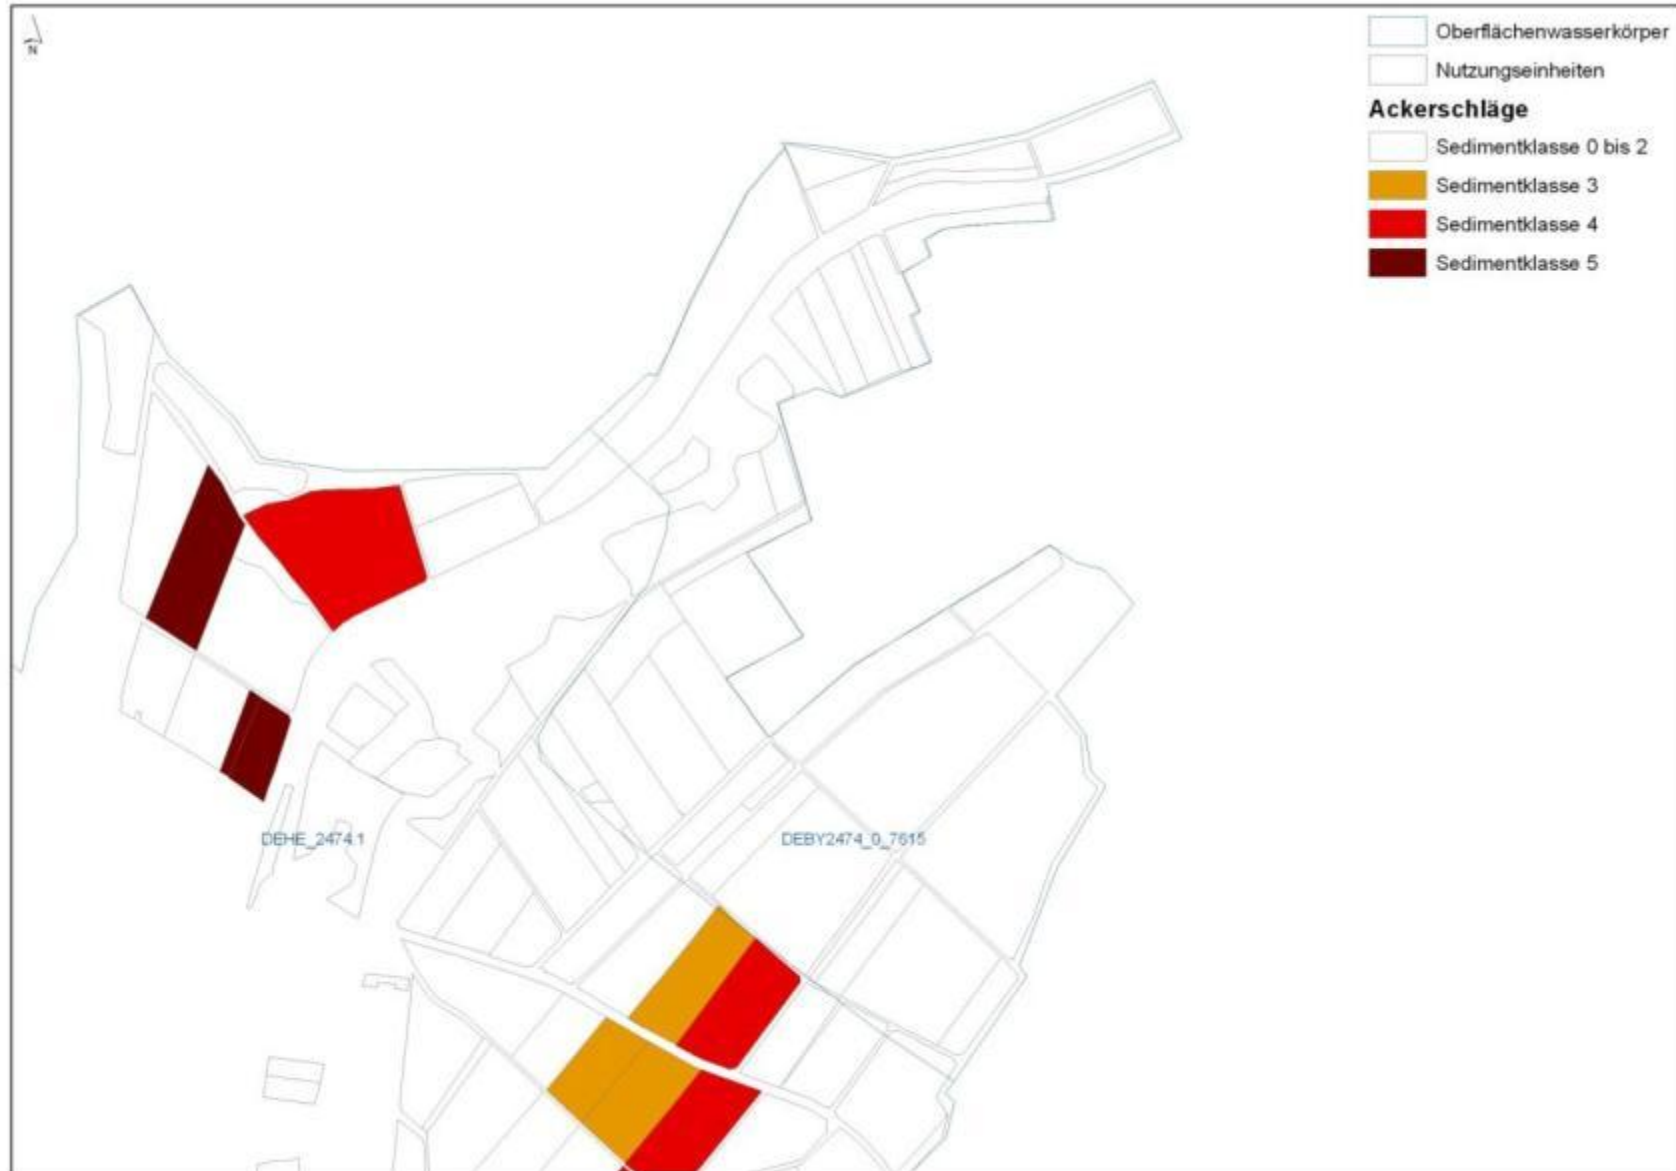 N
Oberflächenwasserkörper
Nutzungseinheiten
Ackerschläge
Sedimentklasse 0 bis 2
Sedimentklasse 3
Sedimentklasse 4
Sedimentklasse 5
DEHE_2474.1
DEBY2474_0_7615